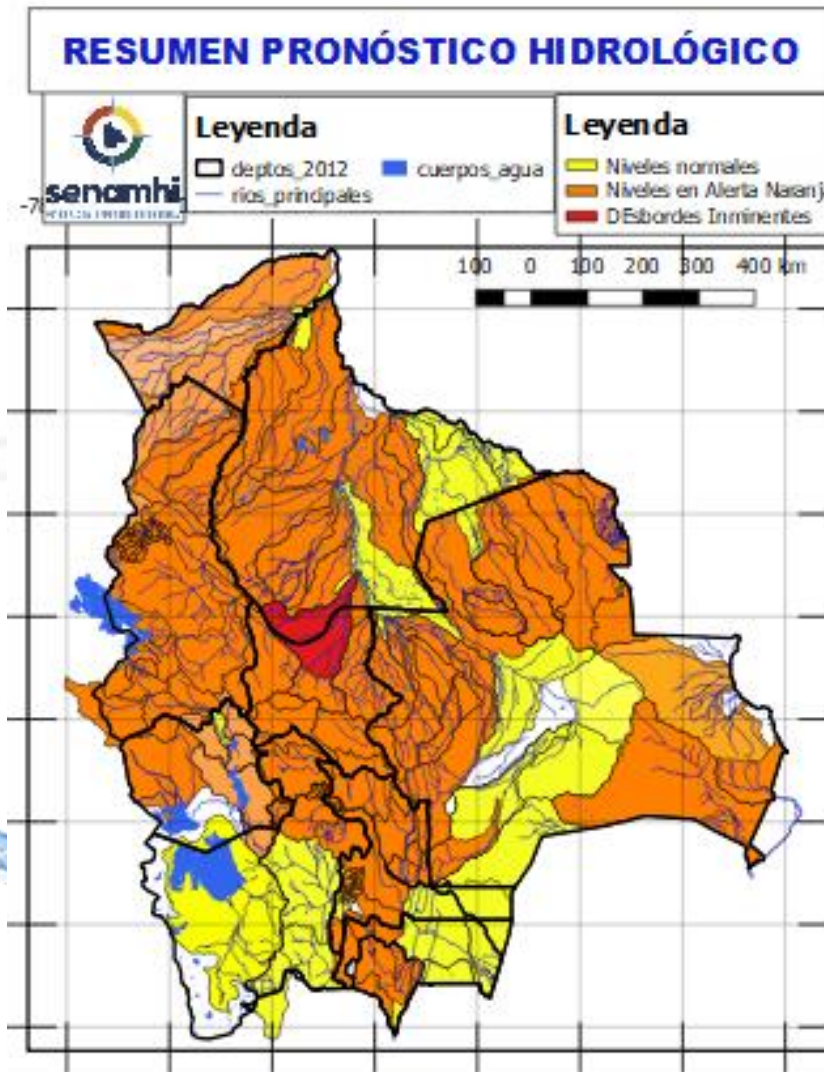 RESUMEN PRONÓSTICO HIDROLÓGICO
senamhi
Leyenda
deptos_2012
cuerpos_agua
rios_principales
Leyenda
Niveles normales
Niveles en Alerta Naranj
DEsbordes Inminentes
100 0 100 200 300 400 km